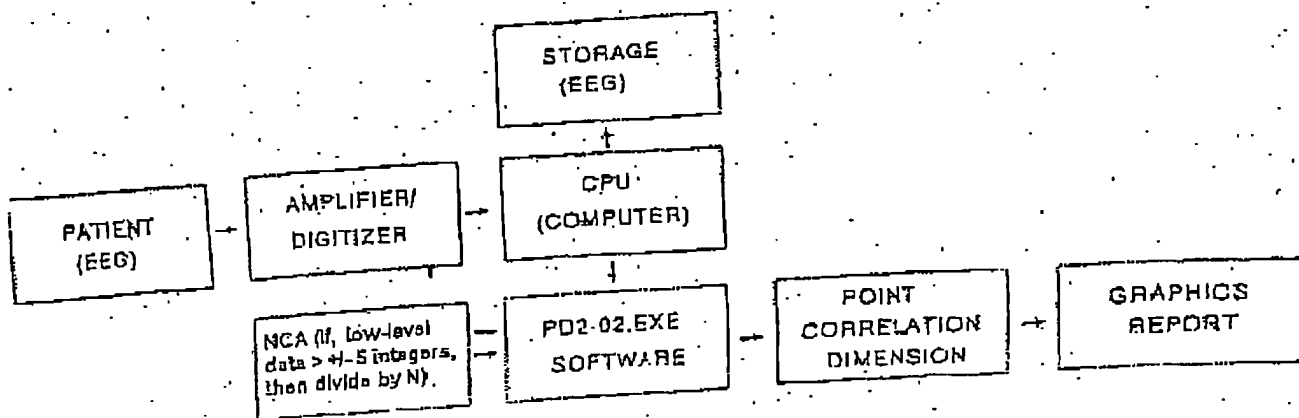 STORAGE
(EEG)
PATIENT
(EEG)
AMPLIFIER/
DIGITIZER
CPU
(COMPUTER)
NCA (If, low-level
data > +/-5 integers,
then divide by N).
PD2-02.EXE
SOFTWARE
POINT
CORRELATION
DIMENSION
GRAPHICS
REPORT